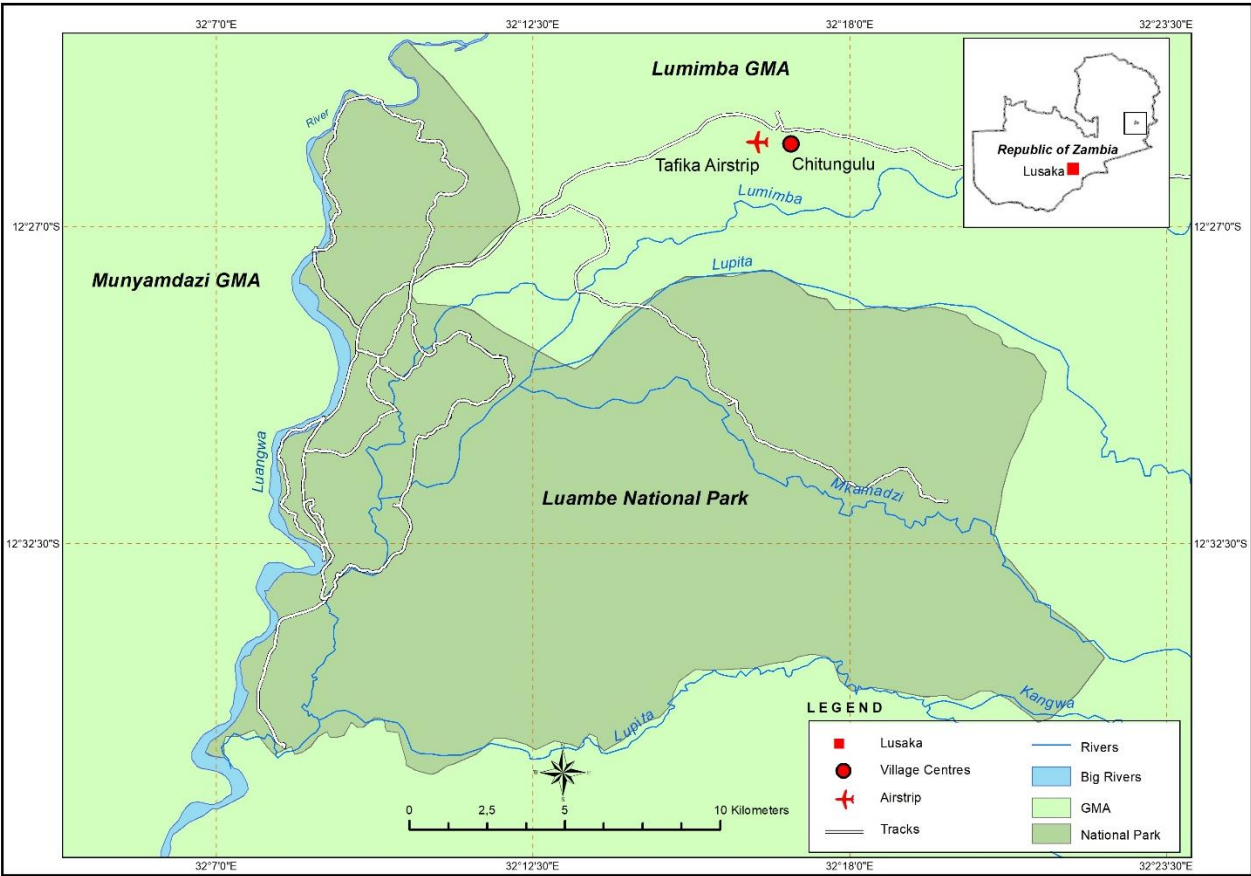 32°7'0"E
32°12'30"E
32°18'0"E
32°23'30"E
Lumimba GMA
River
Republic of Zambia
Lusaka
Tafika Airstrip
Chitungulu
Lumimba
12°27'0"S
12°27'0"S
Lupita
Munyamdazi GMA
Luangwa
Mkamadzi
Luambe National Park
12°32'30"S
12°32'30"S
Kangwa
Lupita
LEGEND
Lusaka
Village Centres
Airstrip
Tracks
Rivers
Big Rivers
GMA
National Park
0
2,5
5
10 Kilometers
32°7'0"E
32°12'30"E
32°18'0"E
32°23'30"E